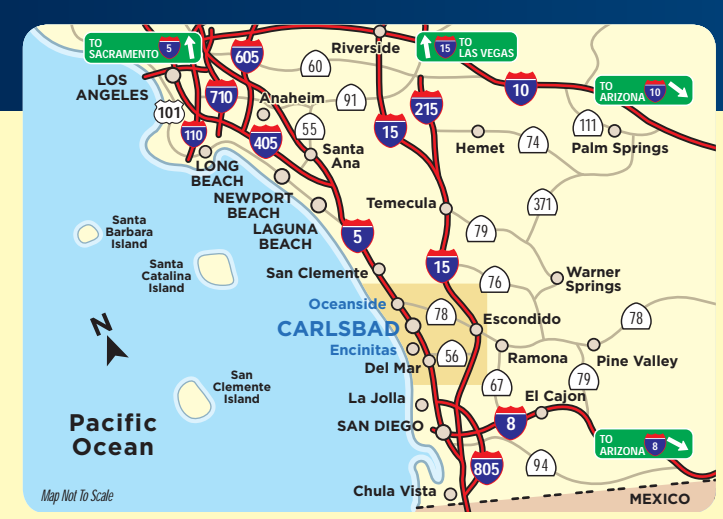 TO
SACRAMENTO
5
605
60
Riverside
TO
15
LAS VEGAS
LOS
ANGELES
101
710
Anaheim
91
215
10
TO
ARIZONA
10
110
405
55
15
Hemet
74
111
Palm Springs
Santa
Ana
LONG
BEACH
NEWPORT
BEACH
LAGUNA
BEACH
Temecula
371
79
Santa
Barbara
Island
5
Santa
Catalina
Island
San Clemente
15
76
Warner
Springs
Oceanside
78
CARLSBAD
Escondido
78
N
Encinitas
56
Del Mar
Ramona
Pine Valley
San
Clemente
Island
67
79
La Jolla
El Cajon
Pacific
Ocean
SAN DIEGO
8
TO
ARIZONA
8
805
94
Map Not To Scale
Chula Vista
MEXICO